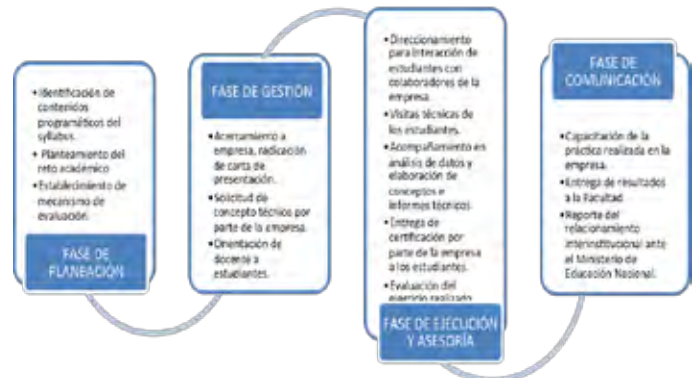 • Identificación de
contenidos
programáticos del
syllabus.
• Planteamiento del
reto académico
• Establecimiento de
mecanismo de
evaluación.
FASE DE
PLANEACIÓN
FASE DE GESTIÓN
• Acercamiento a
empresa, radicación
de carta de
presentación.
• Solicitud de
concepto técnico por
parte de la empresa.
• Orientación de
docente a
estudiantes.
• Direccionamiento
para interacción de
estudiantes con
colaboradores de la
empresa.
• Visitas técnicas de
los estudiantes.
• Acompañamiento en
análisis de datos y
elaboración de
conceptos e
informes técnicos
• Entrega de
certificación por
parte de la empresa
a los estudiantes.
• Evaluación del
ejercicio realizado
FASE DE EJECUCIÓN
Y ASESORÍA
FASE DE
COMUNICACIÓN
• Capacitación de la
práctica realizada en la
empresa.
• Entrega de resultados
a la Facultad.
• Reporte del
relacionamiento
interinstitucional ante
el Ministerio de
Educación Nacional.